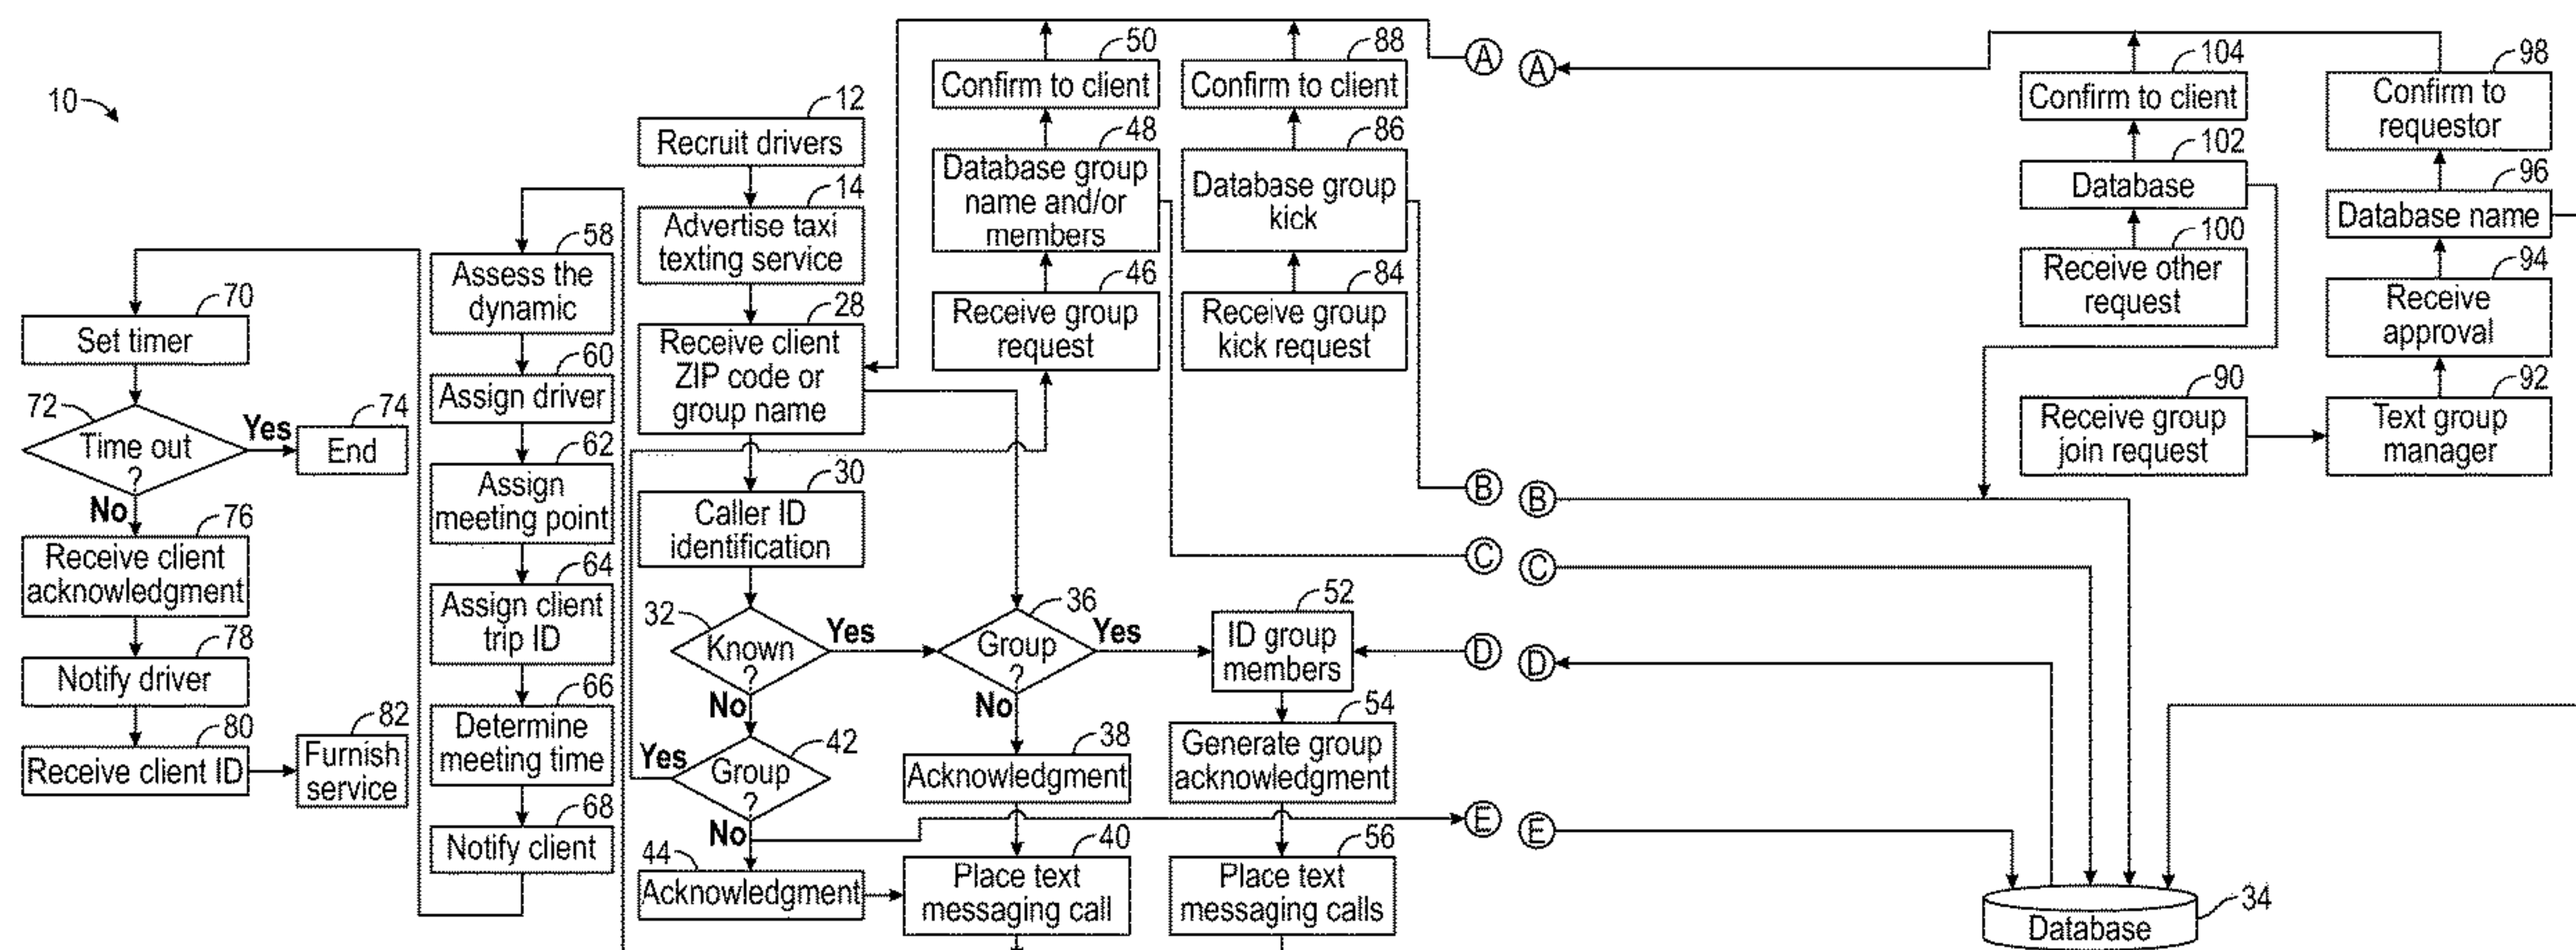 10
70
Set timer
72
Time out
?
Yes
74
End
No
76
Receive client
acknowledgment
78
Notify driver
80
Receive client ID
82
Furnish
service
58
Assess the
dynamic
60
Assign driver
62
Assign
meeting point
64
Assign client
trip ID
66
Determine
meeting time
68
Notify client
12
Recruit drivers
14
Advertise taxi
texting service
28
Receive client
ZIP code or
group name
30
Caller ID
identification
32
Known
?
Yes
No
42
Group
?
Yes
No
44
Acknowledgment
50
Confirm to client
48
Database group
name and/or
members
46
Receive group
request
88
Confirm to client
86
Database group
kick
84
Receive group
kick request
36
Group
?
Yes
No
38
Acknowledgment
40
Place text
messaging call
52
ID group
members
54
Generate group
acknowledgment
56
Place text
messaging calls
A
B
C
D
E
A
B
C
D
E
104
Confirm to client
102
Database
100
Receive other
request
90
Receive group
join request
98
Confirm to
requestor
96
Database name
94
Receive
approval
92
Text group
manager
34
Database